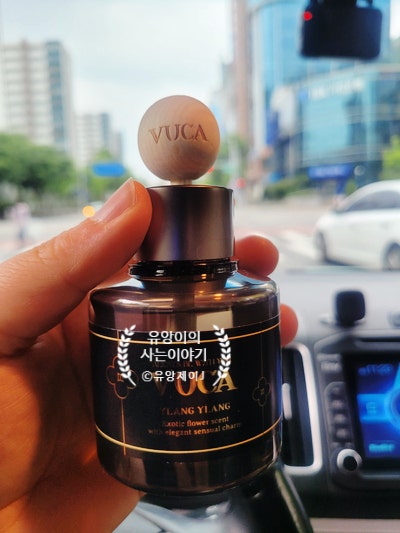 VUCA
유앙이의
사는이야기
©유앙제이J
VUCA
YLANG YLANG
Exotic flower scent
with elegant sensual charm